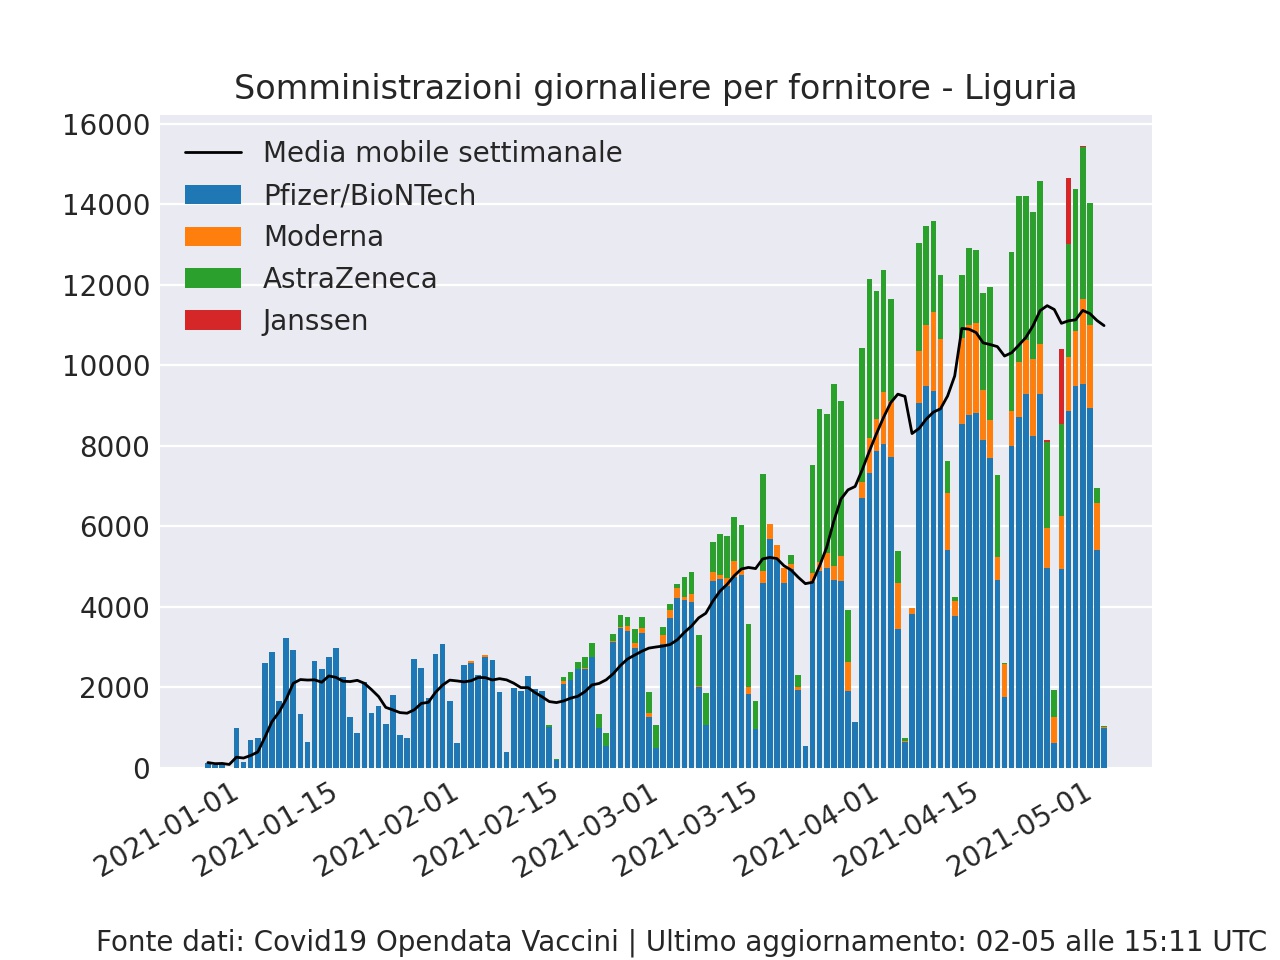 Somministrazioni giornaliere per fornitore - Liguria
16000
14000
12000
10000
8000
6000
4000
2000
0
Media mobile settimanale
Pfizer/BioNTech
Moderna
AstraZeneca
Janssen
2021-01-01
2021-01-15
2021-02-01
2021-02-15
2021-03-01
2021-03-15
2021-04-01
2021-04-15
2021-05-01
Fonte dati: Covid19 Opendata Vaccini | Ultimo aggiornamento: 02-05 alle 15:11 UTC